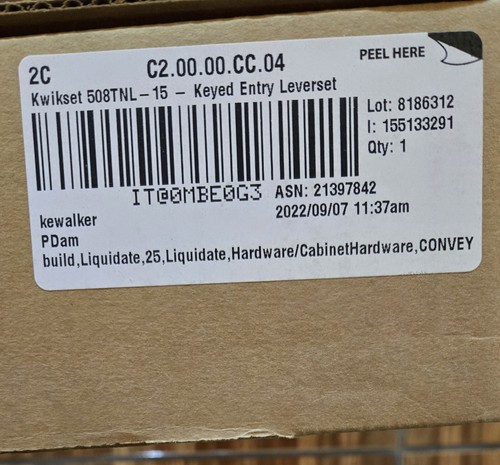 2C C2.00.00.CC.04 PEEL HERE
Kwikset 508TNL-15 - Keyed Entry Leverset
Lot: 8186312
I: 155133291
Qty: 1
IT@0MBE0G3 ASN: 21397842
2022/09/07 11:37am
kewalker
PDam
build,Liquidate,25,Liquidate,Hardware/CabinetHardware,CONVEY